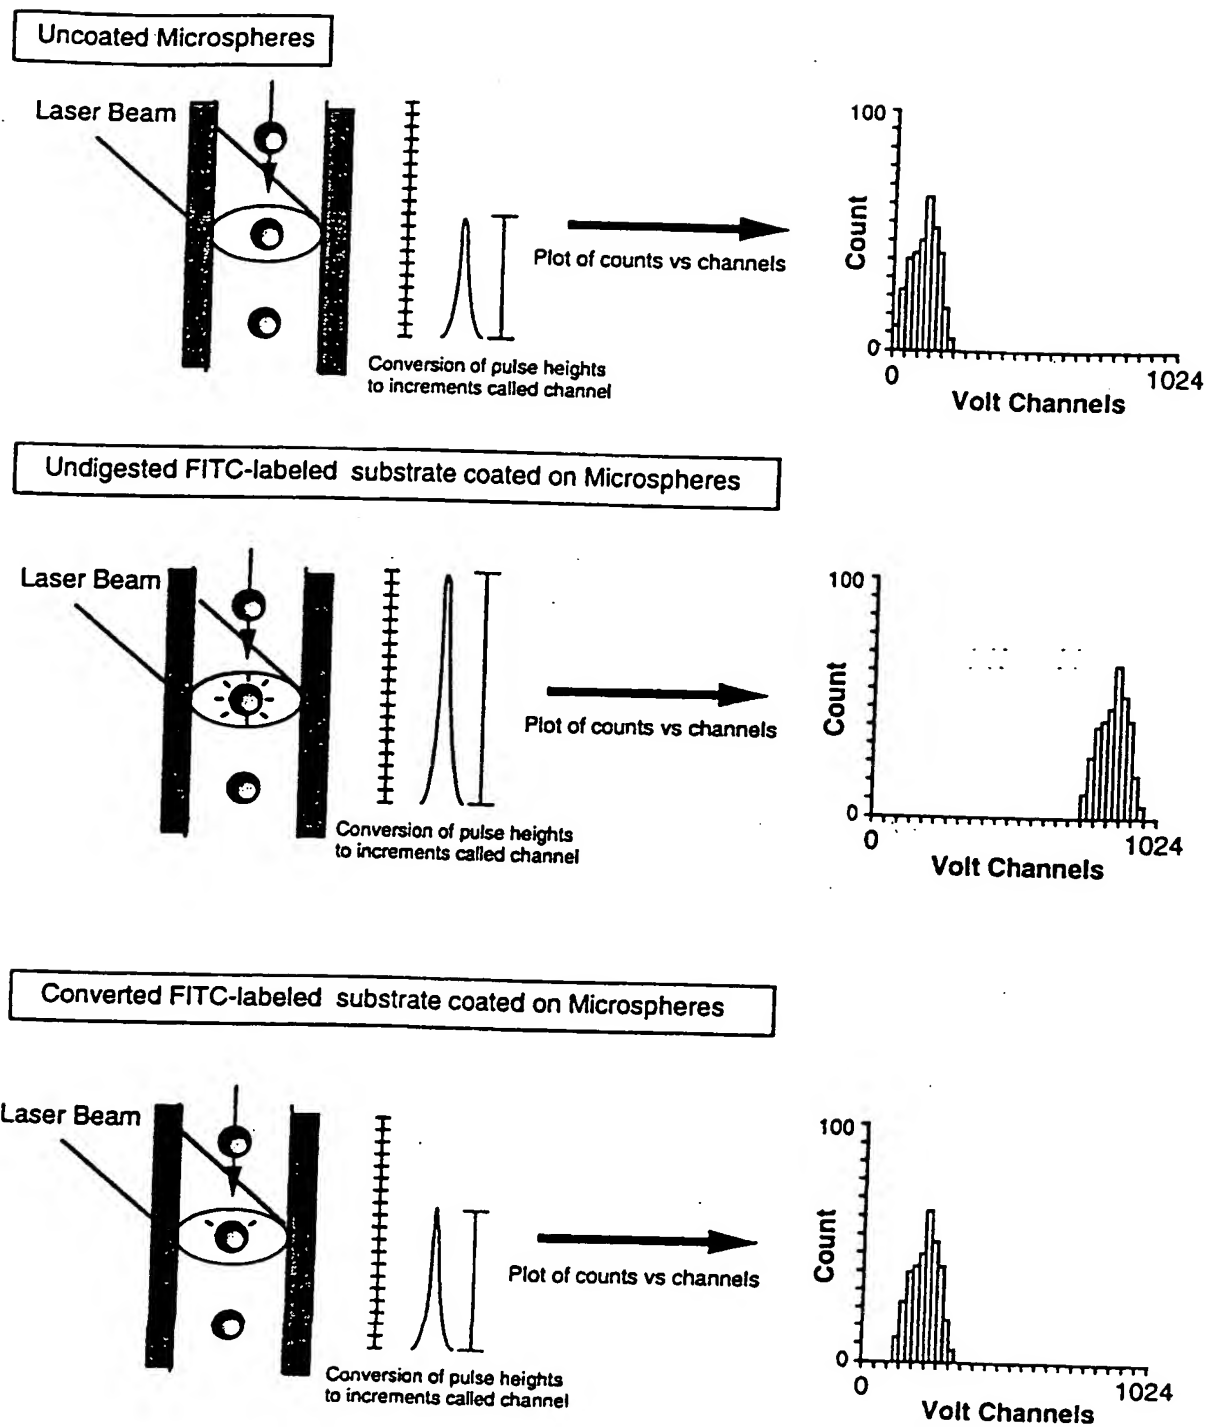 Uncoated Microspheres
Laser Beam
Conversion of pulse heights
to increments called channel
Plot of counts vs channels
100
Count
0
0
1024
Volt Channels
Undigested FITC-labeled substrate coated on Microspheres
Laser Beam
Conversion of pulse heights
to increments called channel
Plot of counts vs channels
100
Count
0
0
1024
Volt Channels
Converted FITC-labeled substrate coated on Microspheres
Laser Beam
Conversion of pulse heights
to increments called channel
Plot of counts vs channels
100
Count
0
0
1024
Volt Channels